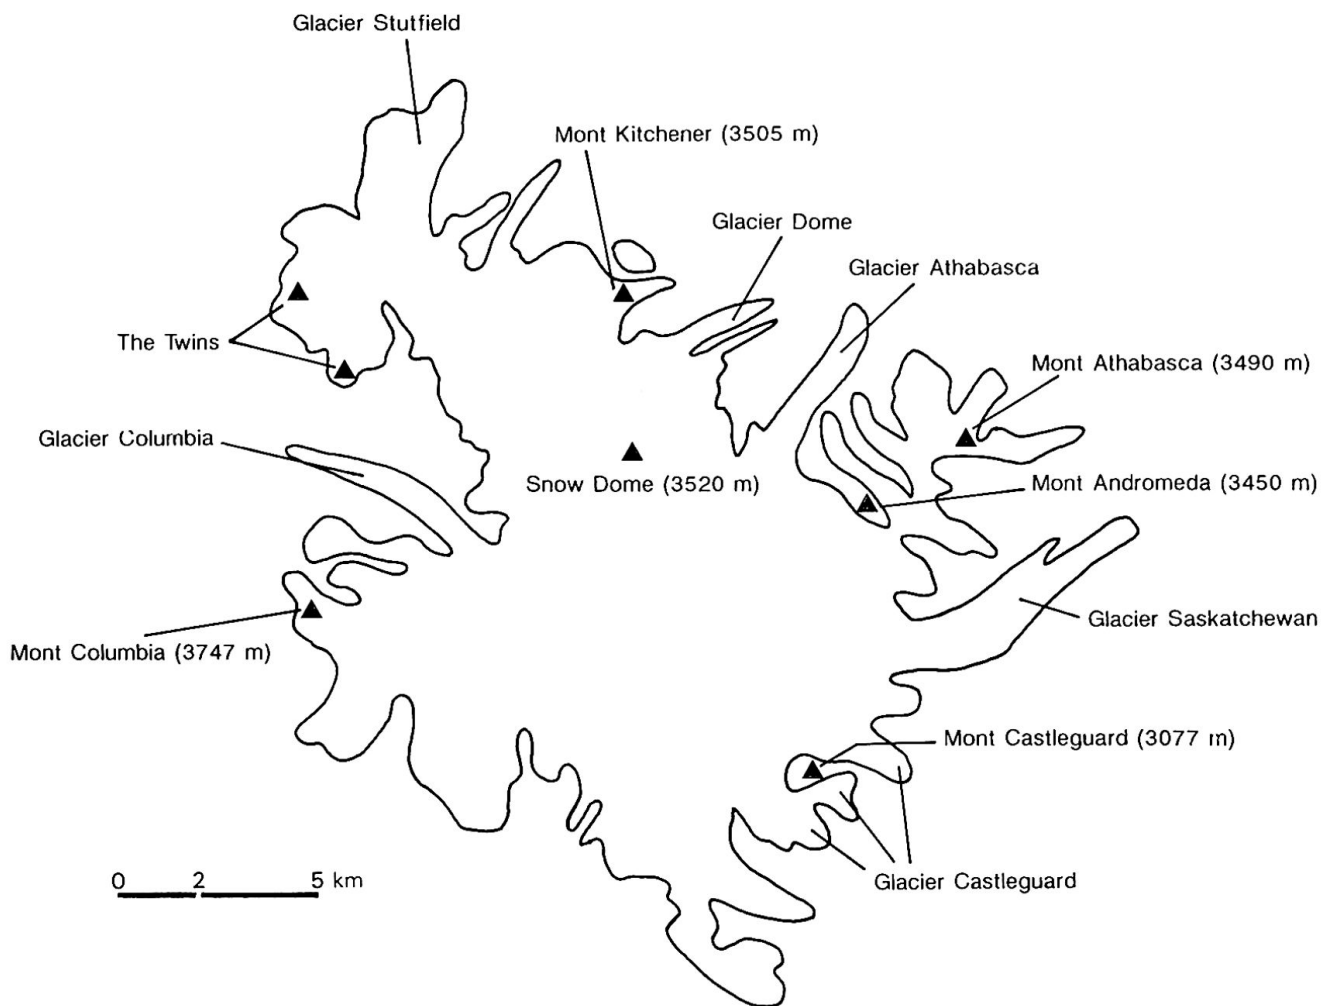 Glacier Stutfield
Mont Kitchener (3505 m)
Glacier Dome
Glacier Athabasca
The Twins
Mont Athabasca (3490 m)
Glacier Columbia
Snow Dome (3520 m)
Mont Andromeda (3450 m)
Glacier Saskatchewan
Mont Columbia (3747 m)
Mont Castleguard (3077 m)
0 2 5 km
Glacier Castleguard